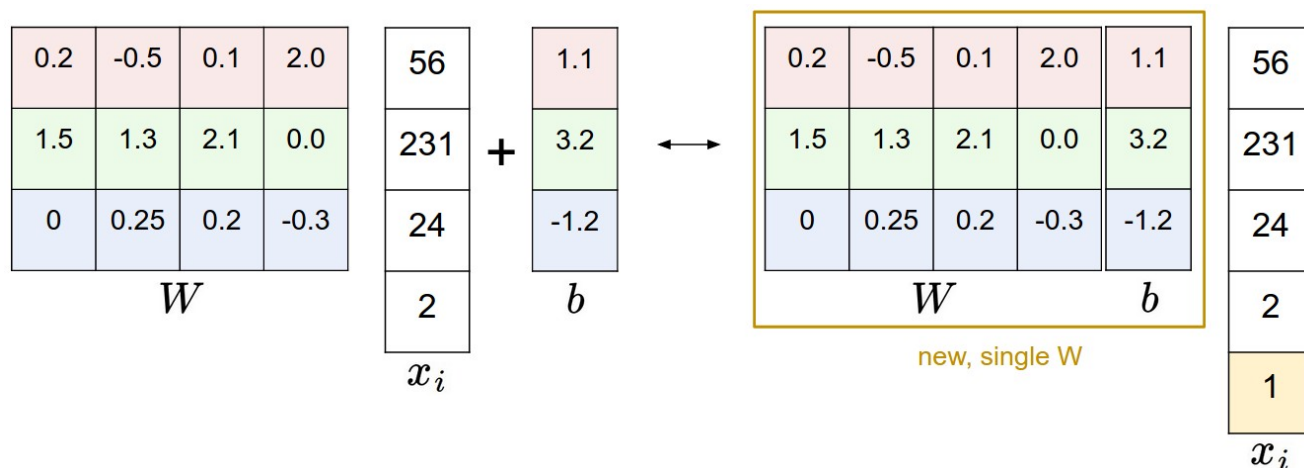 0.2 -0.5 0.1 2.0 56 1.1 0.2 -0.5 0.1 2.0 1.1 56
1.5 1.3 2.1 0.0 231 + 3.2 ↔ 1.5 1.3 2.1 0.0 3.2 231
0 0.25 0.2 -0.3 24 -1.2 0 0.25 0.2 -0.3 -1.2 24
W 2 b W b 2
x_i new, single W 1
x_i